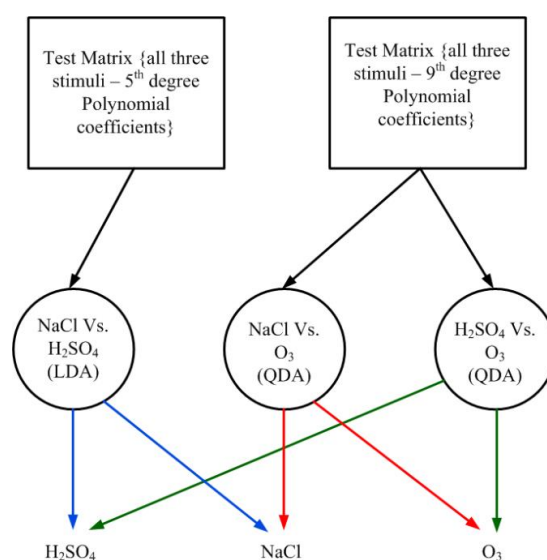 Test Matrix {all three
stimuli – 5th degree
Polynomial
coefficients}
Test Matrix {all three
stimuli – 9th degree
Polynomial
coefficients}
NaCl Vs.
H₂SO₄
(LDA)
NaCl Vs.
O₃
(QDA)
H₂SO₄ Vs.
O₃
(QDA)
H₂SO₄
NaCl
O₃